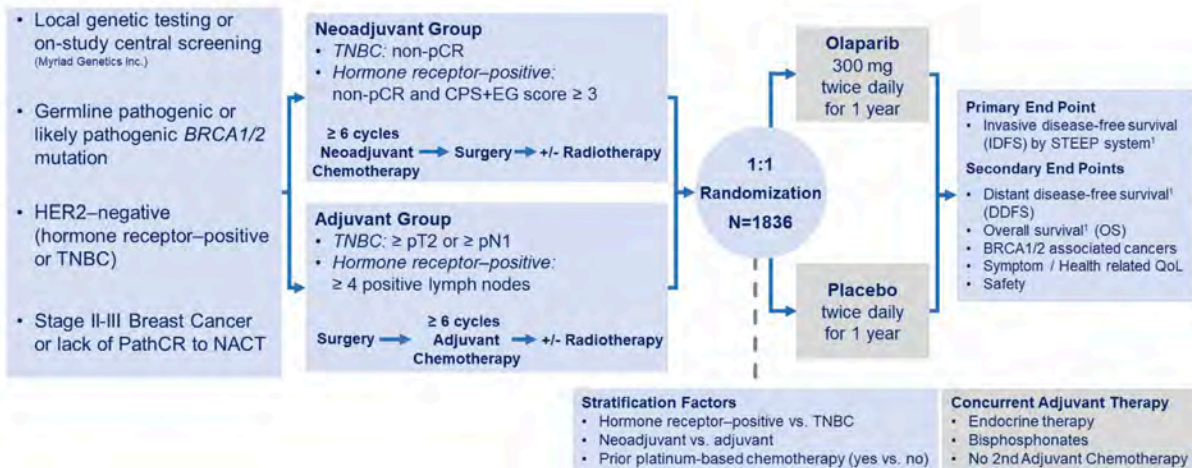 • Local genetic testing or
on-study central screening
(Myriad Genetics Inc.)
• Germline pathogenic or
likely pathogenic BRCA1/2
mutation
• HER2–negative
(hormone receptor–positive
or TNBC)
• Stage II-III Breast Cancer
or lack of PathCR to NACT
Neoadjuvant Group
• TNBC: non-pCR
• Hormone receptor–positive:
non-pCR and CPS+EG score ≥ 3
≥ 6 cycles
Neoadjuvant
Chemotherapy
Surgery
+/- Radiotherapy
Adjuvant Group
• TNBC: ≥ pT2 or ≥ pN1
• Hormone receptor–positive:
≥ 4 positive lymph nodes
Surgery
≥ 6 cycles
Adjuvant
Chemotherapy
+/- Radiotherapy
1:1
Randomization
N=1836
Olaparib
300 mg
twice daily
for 1 year
Placebo
twice daily
for 1 year
Primary End Point
• Invasive disease-free survival
(IDFS) by STEEP system¹
Secondary End Points
• Distant disease-free survival¹
(DDFS)
• Overall survival¹ (OS)
• BRCA1/2 associated cancers
• Symptom / Health related QoL
• Safety
Stratification Factors
• Hormone receptor–positive vs. TNBC
• Neoadjuvant vs. adjuvant
• Prior platinum-based chemotherapy (yes vs. no)
Concurrent Adjuvant Therapy
• Endocrine therapy
• Bisphosphonates
• No 2nd Adjuvant Chemotherapy